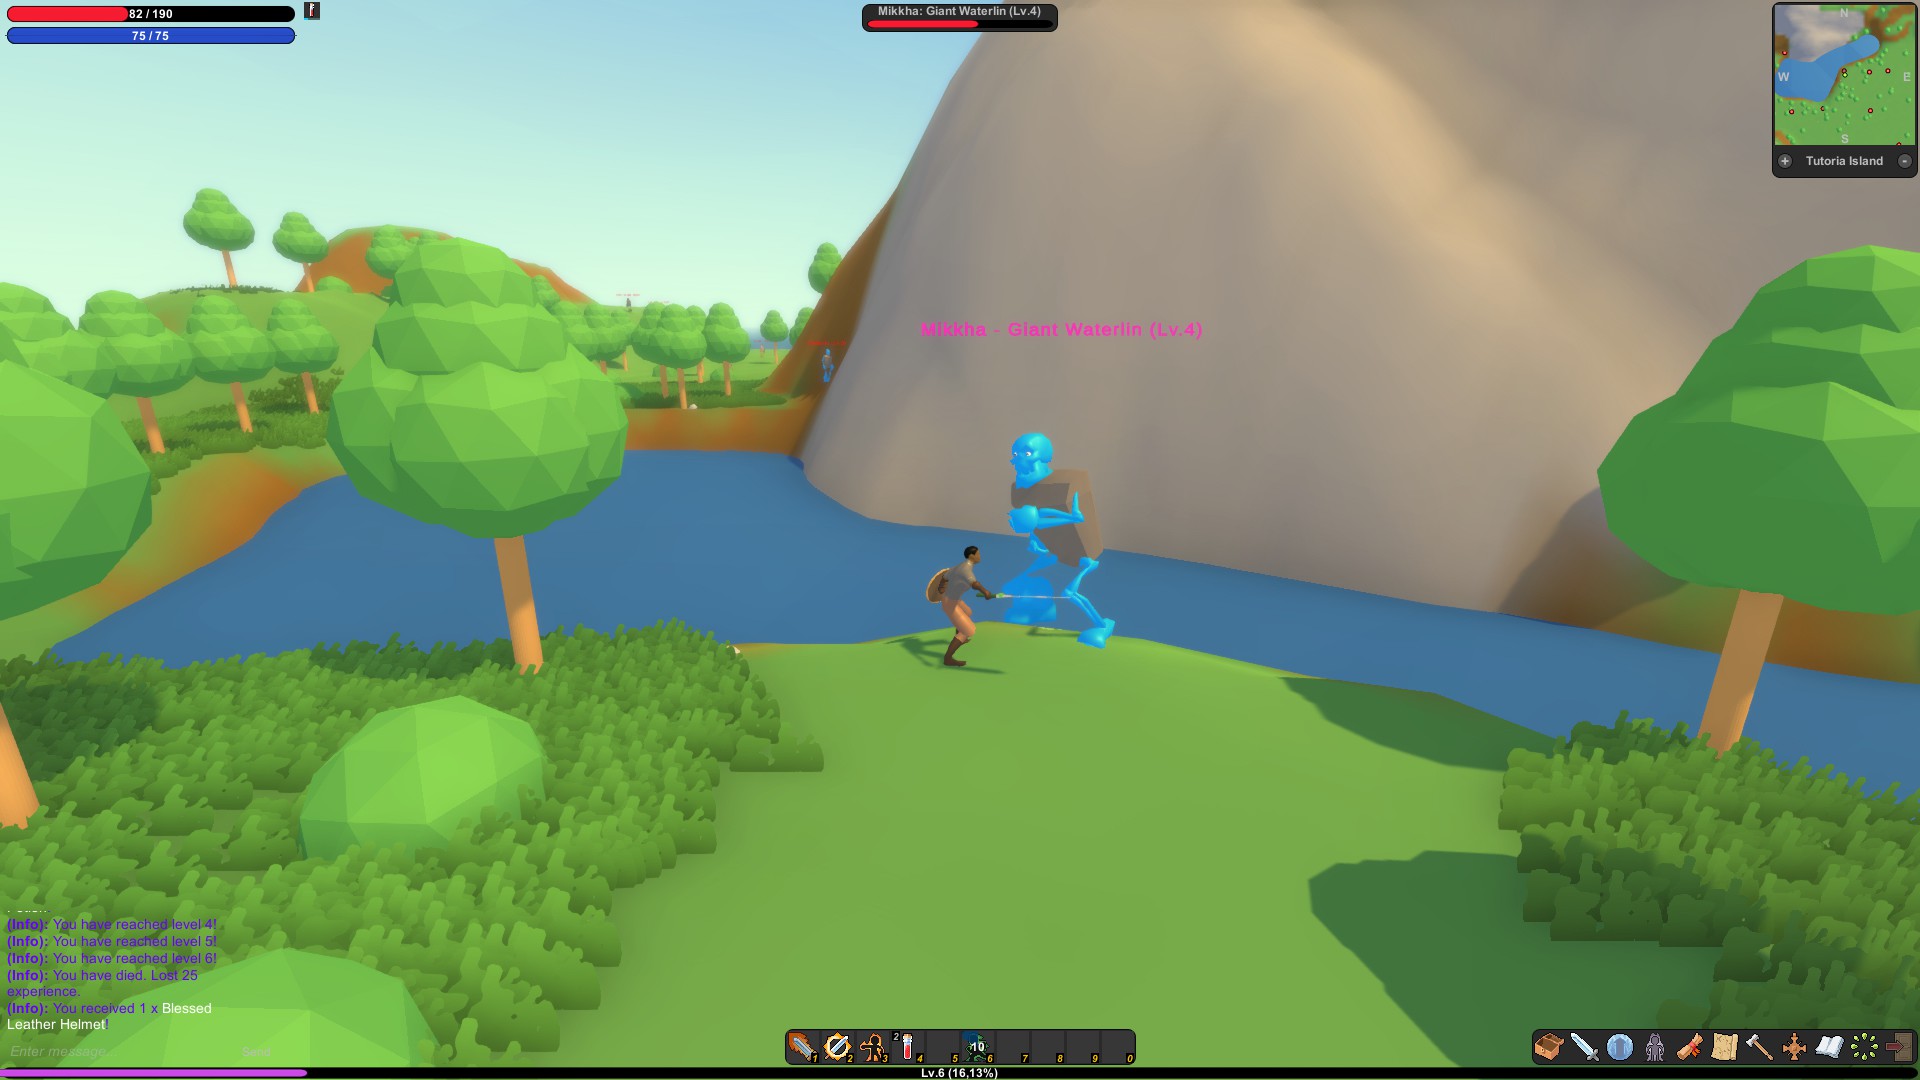 82 / 190
75 / 75
Mikkha: Giant Waterlin (Lv.4)
N
W
E
S
Tutoria Island
Mikkha - Giant Waterlin (Lv.4)
(Info): You have reached level 4!
(Info): You have reached level 5!
(Info): You have reached level 6!
(Info): You have died. Lost 25
experience.
(Info): You received 1 x Blessed
Leather Helmet!
Enter message...
Send
2
10
1 2 3 4 5 6 7 8 9 0
Lv.6 (16,13%)